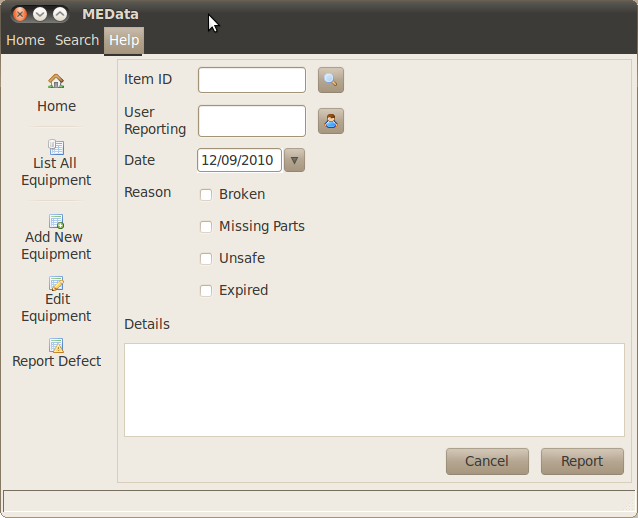 MEData
Home Search Help
Home
List All
Equipment
Add New
Equipment
Edit
Equipment
Report Defect
Item ID
User
Reporting
Date 12/09/2010
Reason Broken
Missing Parts
Unsafe
Expired
Details
Cancel Report